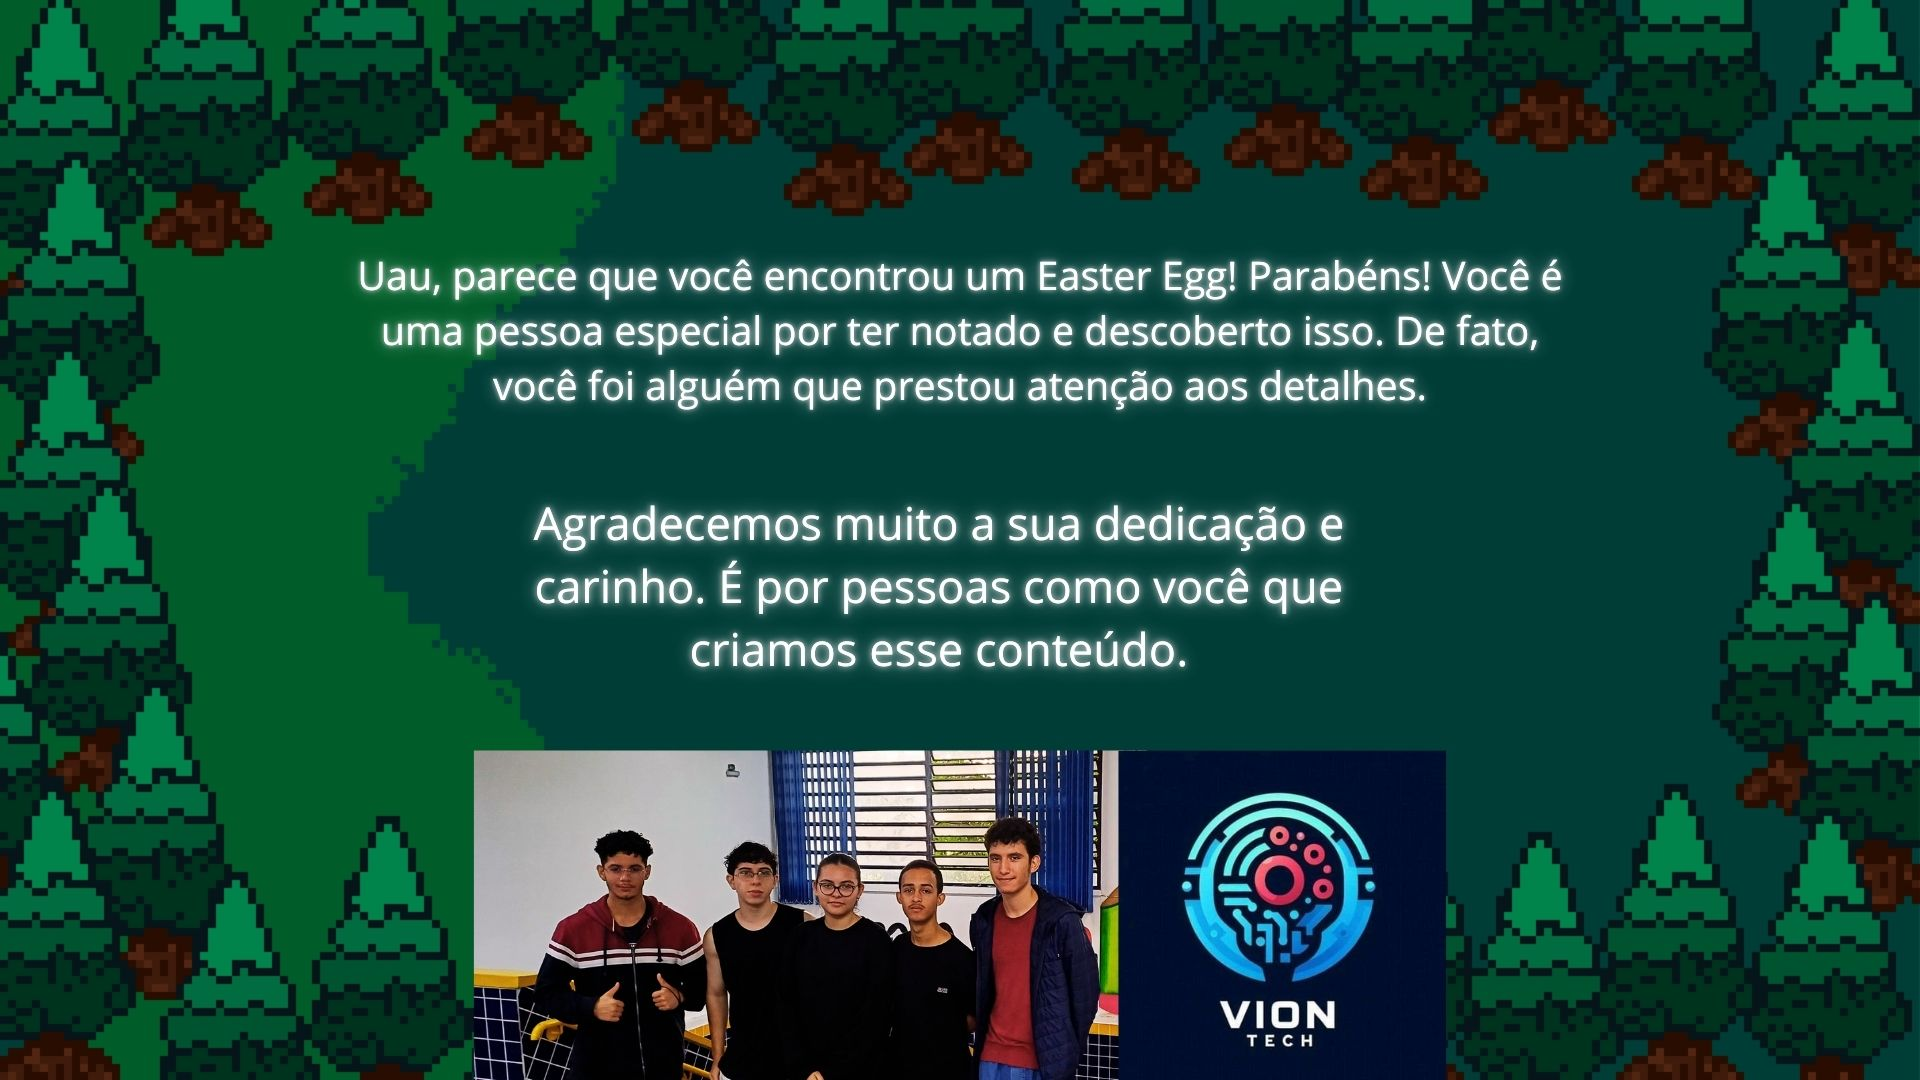 Uau, parece que você encontrou um Easter Egg! Parabéns! Você é
uma pessoa especial por ter notado e descoberto isso. De fato,
você foi alguém que prestou atenção aos detalhes.
Agradecemos muito a sua dedicação e
carinho. É por pessoas como você que
criamos esse conteúdo.
VION
TECH